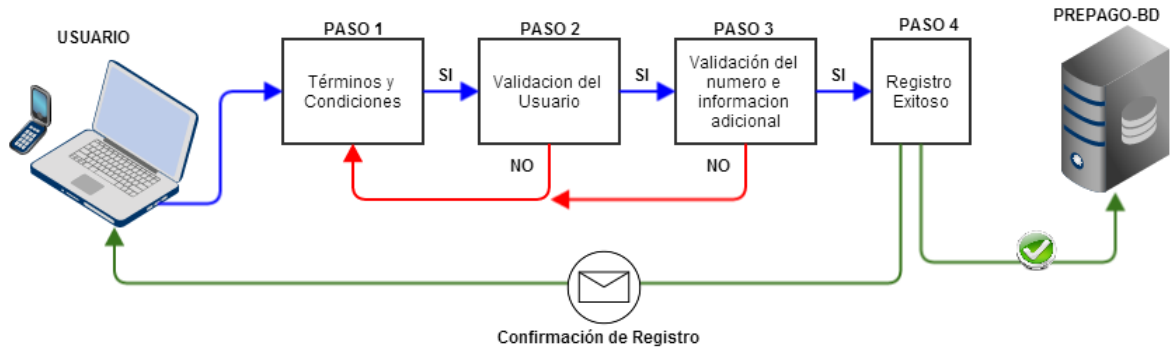 USUARIO
PASO 1
PASO 2
PASO 3
PASO 4
PREPAGO-BD
Términos y
Condiciones
SI
Validacion del
Usuario
SI
Validación del
numero e
informacion
adicional
SI
Registro
Exitoso
NO
NO
Confirmación de Registro